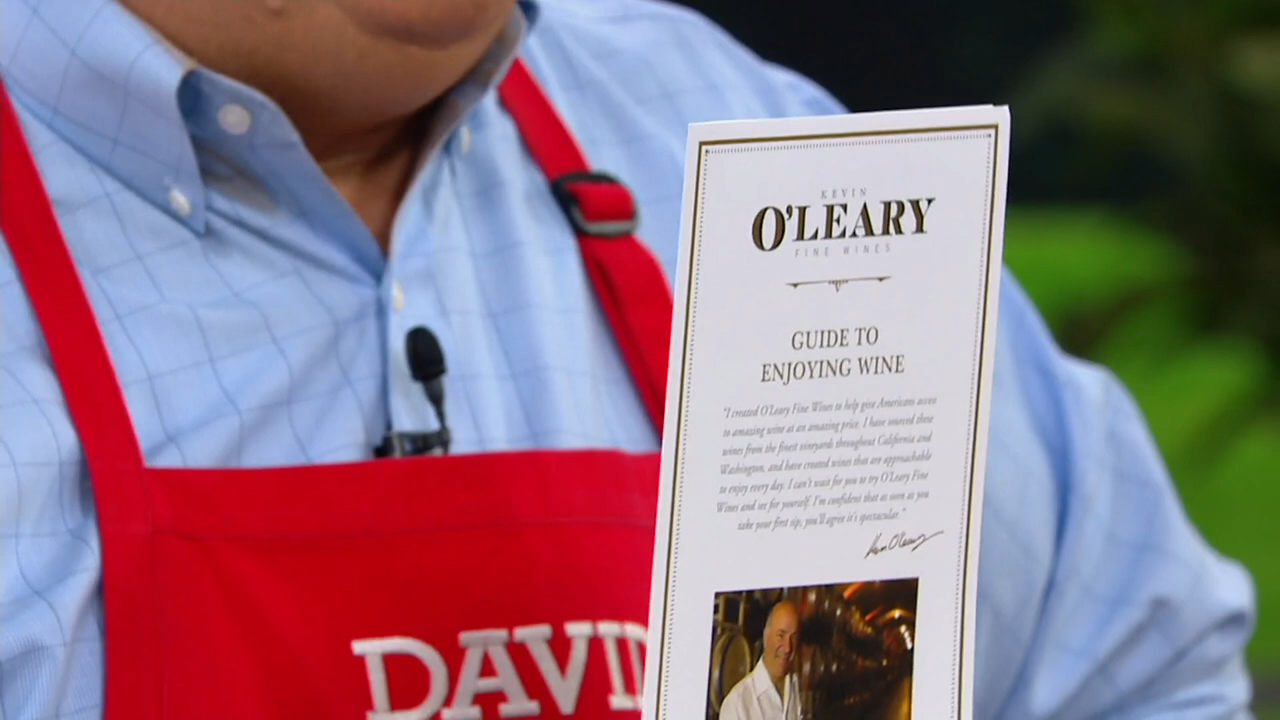 KEVIN
O'LEARY
FINE WINES
GUIDE TO
ENJOYING WINE
"I created O'Leary Fine Wines to help give Americans access
to amazing wine at an amazing price. I have sourced these
wines from the finest vineyards throughout California and
Washington, and have created wines that are approachable
to enjoy every day. I can't wait for you to try O'Leary Fine
Wines and see for yourself. I'm confident that as soon as you
take your first sip, you'll agree it's spectacular."
Kevin O'Leary
DAVID